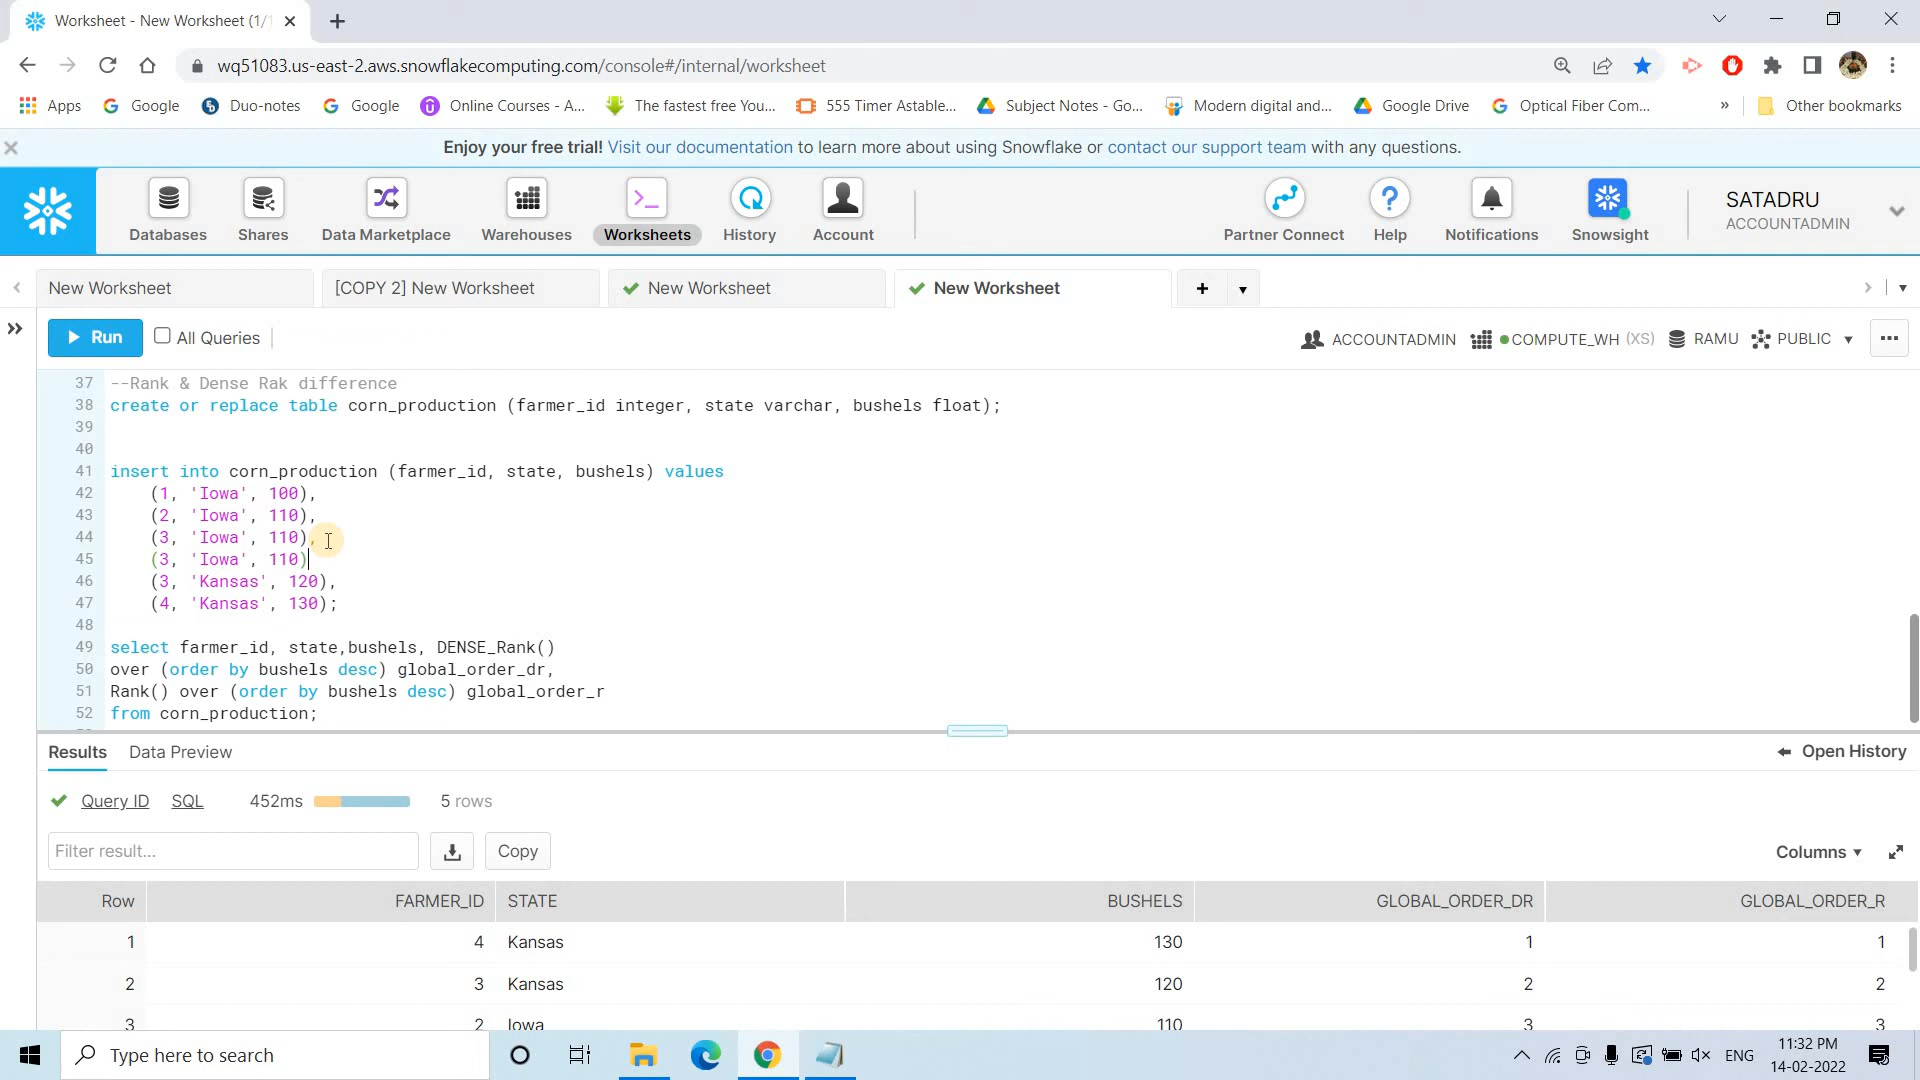 Worksheet - New Worksheet (1/1
wq51083.us-east-2.aws.snowflakecomputing.com/console#/internal/worksheet
Apps Google Duo-notes Google Online Courses - A... The fastest free You... 555 Timer Astable... Subject Notes - Go... Modern digital and... Google Drive Optical Fiber Com... » Other bookmarks
Enjoy your free trial! Visit our documentation to learn more about using Snowflake or contact our support team with any questions.
Databases Shares Data Marketplace Warehouses Worksheets History Account Partner Connect Help Notifications Snowsight
SATADRU
ACCOUNTADMIN
New Worksheet [COPY 2] New Worksheet New Worksheet New Worksheet
Run All Queries ACCOUNTADMIN COMPUTE_WH (XS) RAMU PUBLIC
37 --Rank & Dense Rak difference
38 create or replace table corn_production (farmer_id integer, state varchar, bushels float);
39
40
41 insert into corn_production (farmer_id, state, bushels) values
42 (1, 'Iowa', 100),
43 (2, 'Iowa', 110),
44 (3, 'Iowa', 110),
45 (3, 'Iowa', 110)
46 (3, 'Kansas', 120),
47 (4, 'Kansas', 130);
48
49 select farmer_id, state,bushels, DENSE_Rank()
50 over (order by bushels desc) global_order_dr,
51 Rank() over (order by bushels desc) global_order_r
52 from corn_production;
Results Data Preview Open History
Query ID SQL 452ms 5 rows
Filter result... Copy Columns
Row FARMER_ID STATE BUSHELS GLOBAL_ORDER_DR GLOBAL_ORDER_R
1 4 Kansas 130 1 1
2 3 Kansas 120 2 2
3 2 Iowa 110 3 3
Type here to search
ENG
11:32 PM
14-02-2022